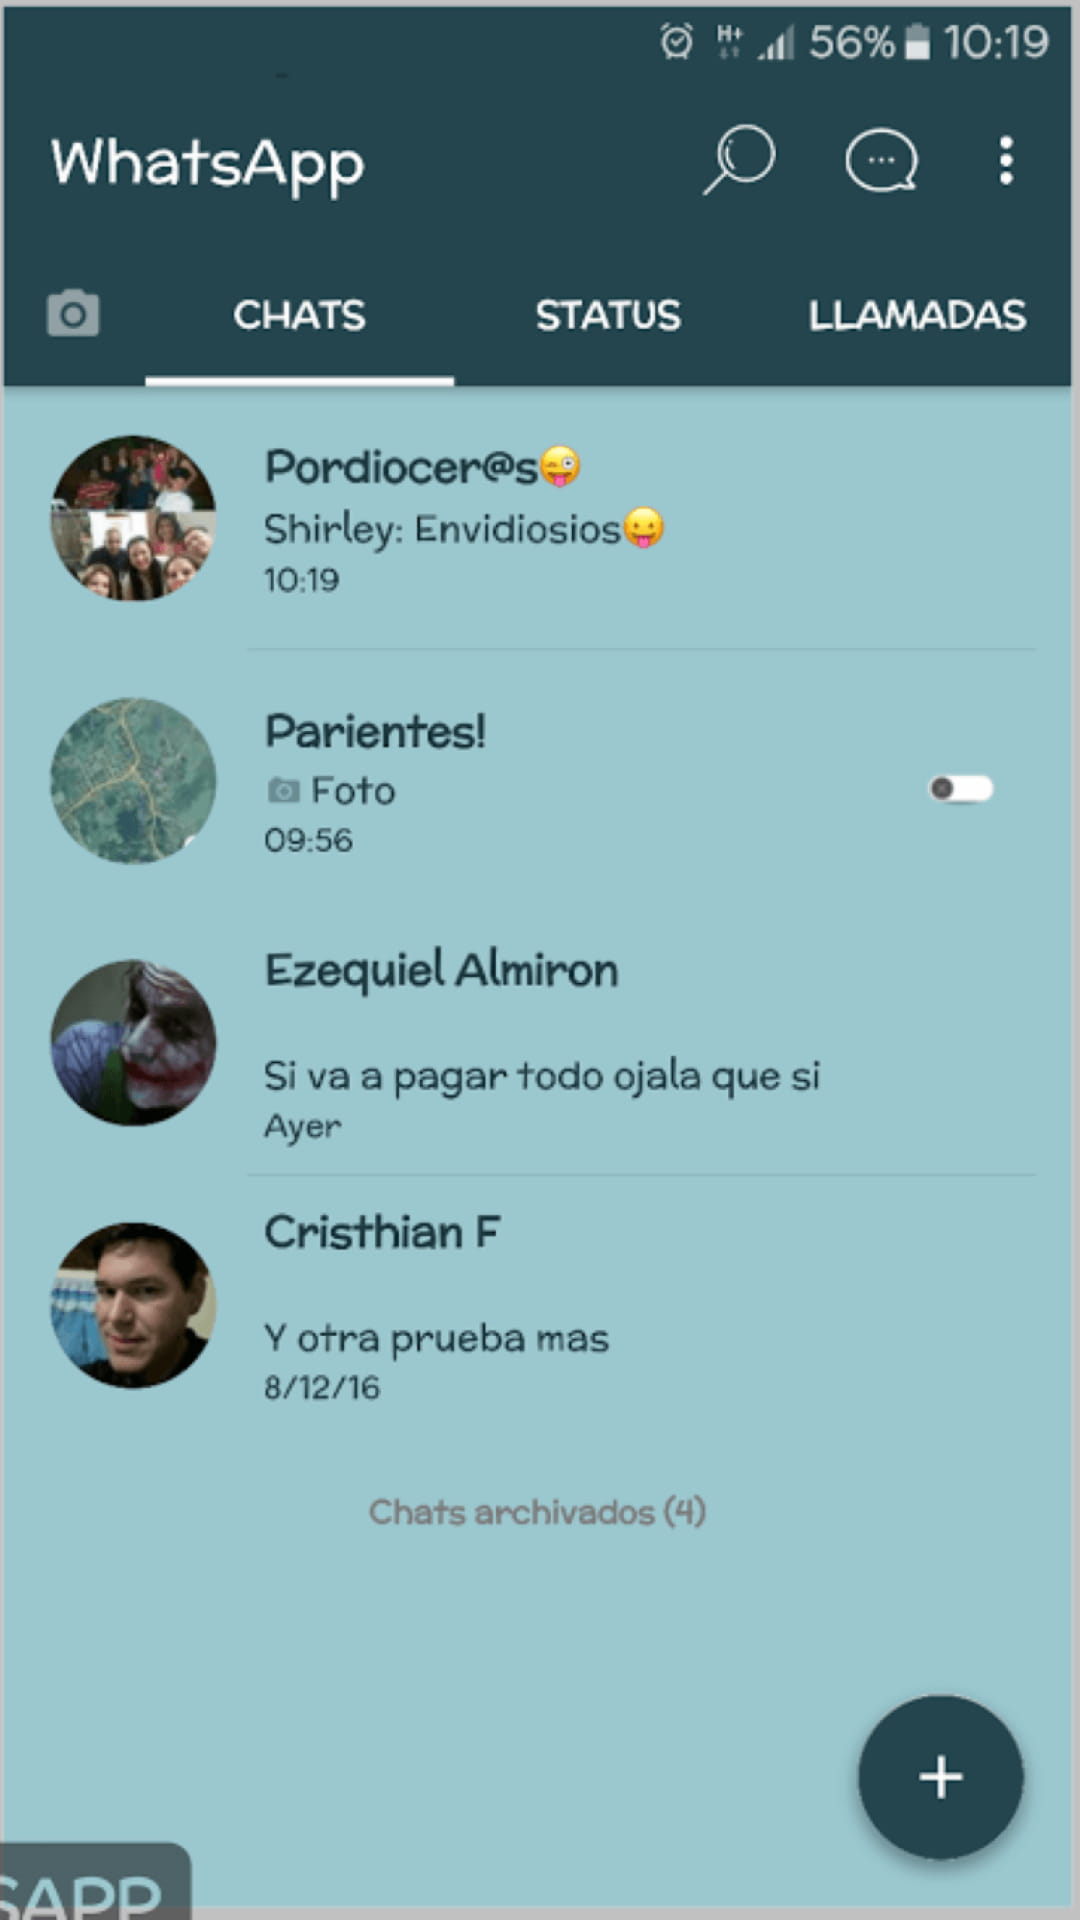 H+ 56% 10:19
WhatsApp
CHATS STATUS LLAMADAS
Pordiocer@s😜
Shirley: Envidiosios😛
10:19
Parientes!
Foto
09:56
Ezequiel Almiron
Si va a pagar todo ojala que si
Ayer
Cristhian F
Y otra prueba mas
8/12/16
Chats archivados (4)
+
SAPP